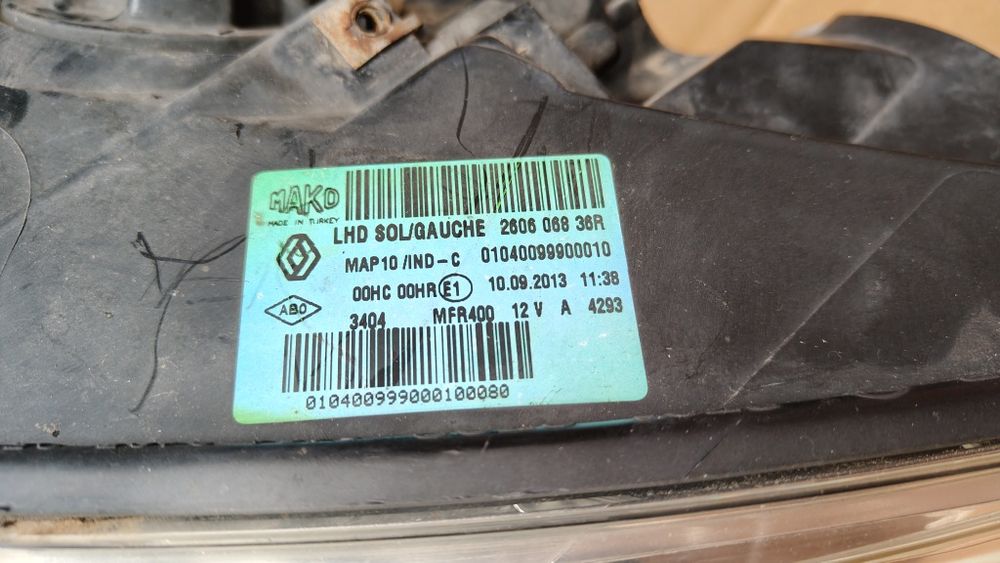 MAKO
MADE IN TURKEY
LHD SOL/GAUCHE 2606 068 36R
MAP10 /IND-C 01040099900010
00HC 00HR E1 10.09.2013 11:38
ABO
3404 MFR400 12 V A 4293
010400999000100080